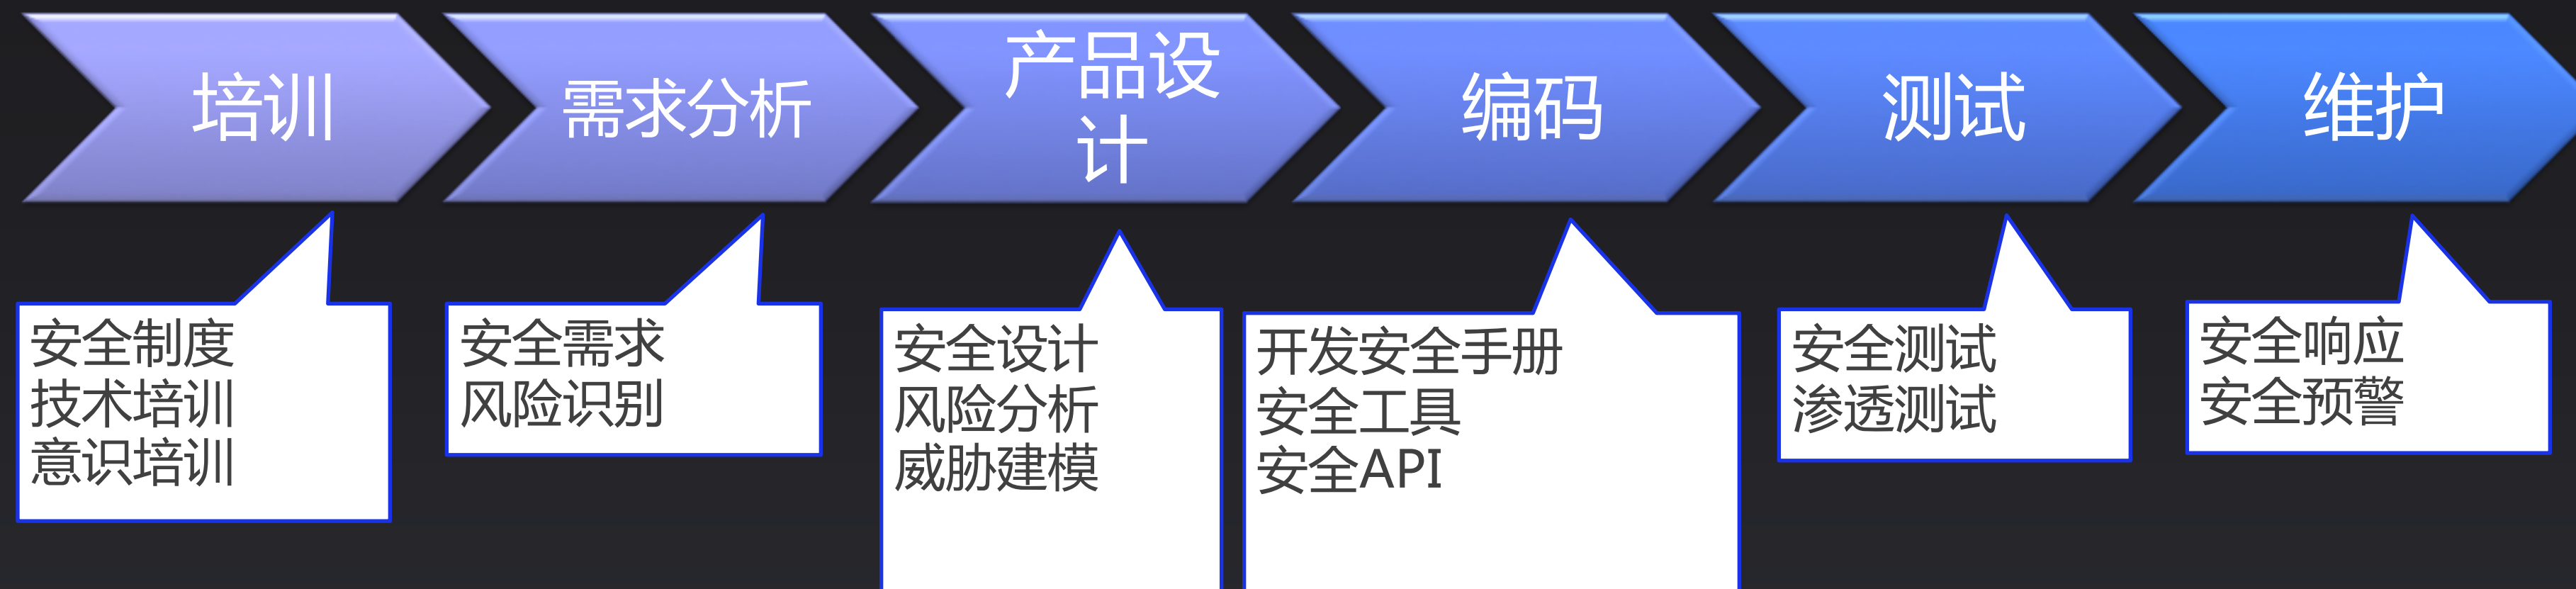 培训
需求分析
产品设
计
编码
测试
维护
安全制度
技术培训
意识培训
安全需求
风险识别
安全设计
风险分析
威胁建模
开发安全手册
安全工具
安全API
安全测试
渗透测试
安全响应
安全预警